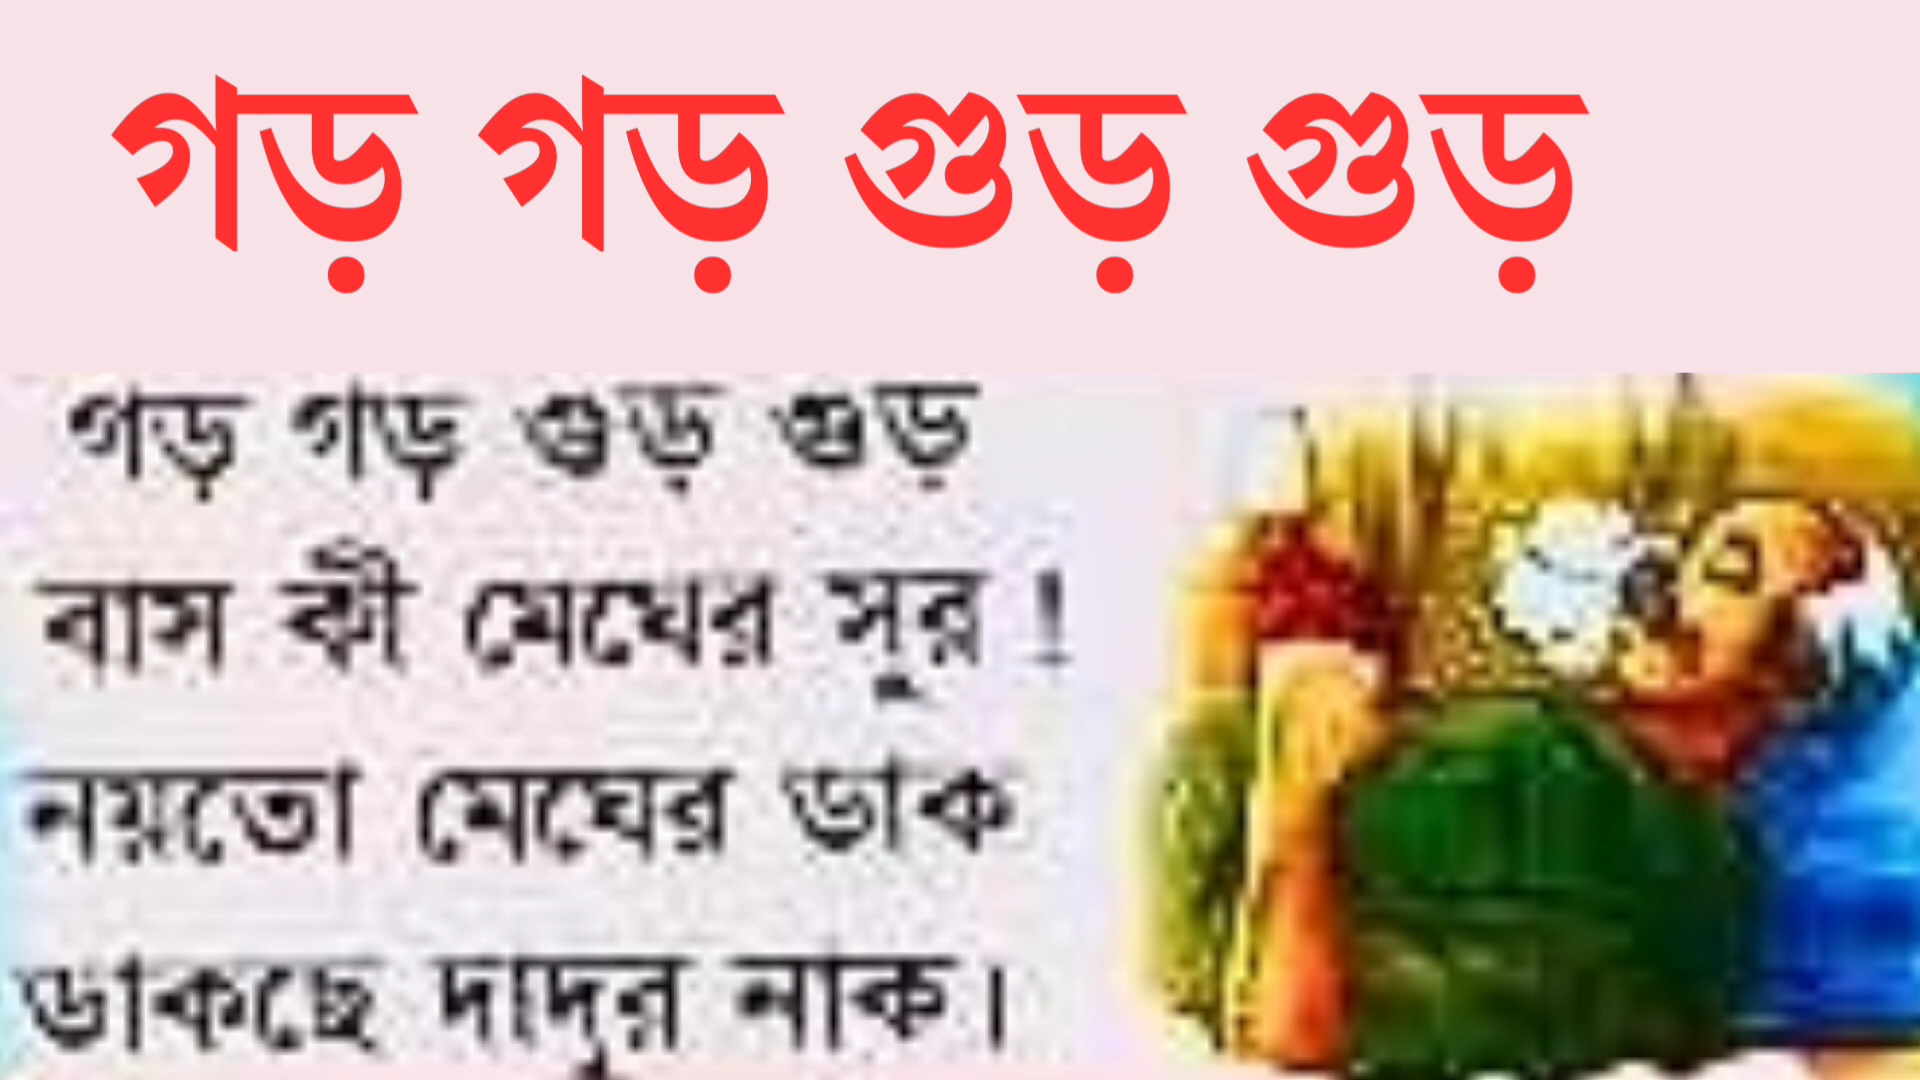 গড় গড় গুড় গুড়
গড় গড় গুড় গুড়
বাস কী মেঘের সুর !
নয়তো মেঘের ডাক
ডাকছে দাদুর নাক।